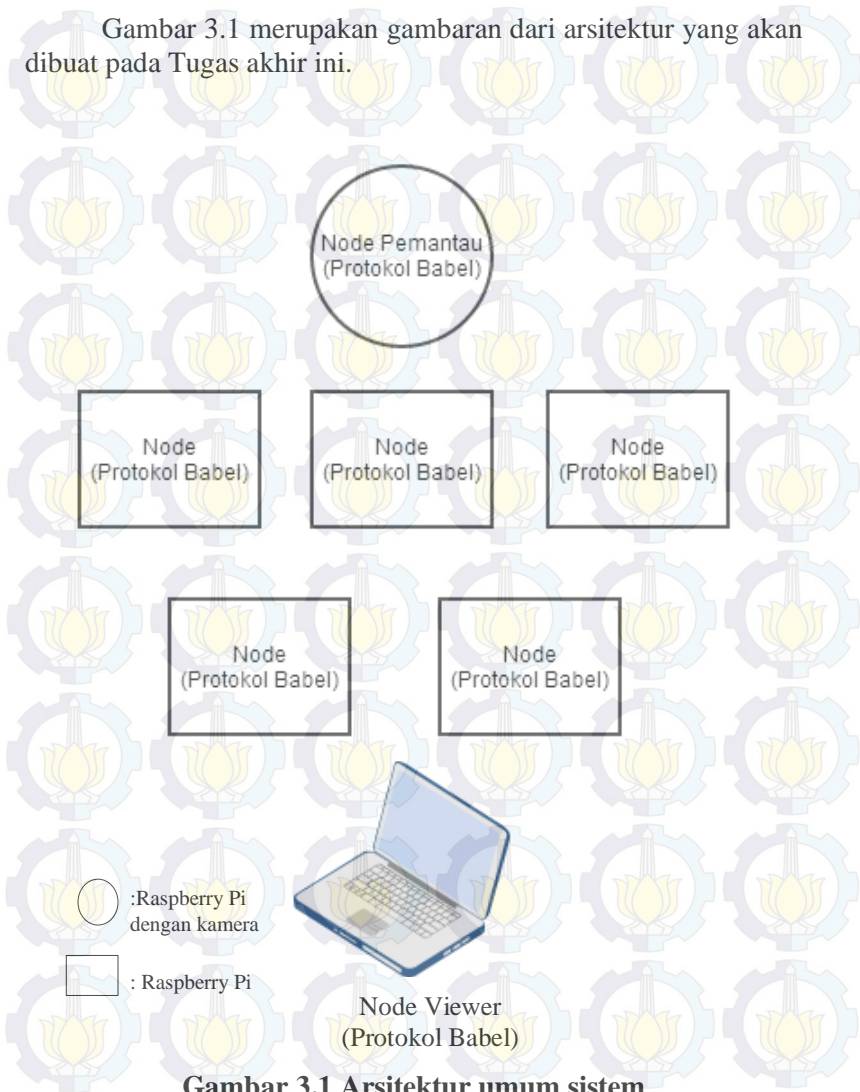 Gambar 3.1 merupakan gambaran dari arsitektur yang akan
dibuat pada Tugas akhir ini.
Node Pemantau
(Protokol Babel)
Node
(Protokol Babel)
Node
(Protokol Babel)
Node
(Protokol Babel)
Node
(Protokol Babel)
Node
(Protokol Babel)
:Raspberry Pi
dengan kamera
: Raspberry Pi
Node Viewer
(Protokol Babel)
Gambar 3.1 Arsitektur umum sistem